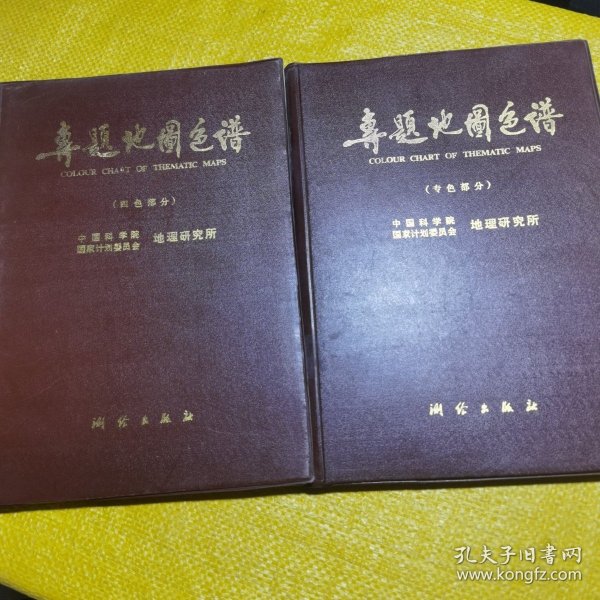 專題地圖色谱
COLOUR CHART OF THEMATIC MAPS
(四色部分)
中国科学院
国家计划委员会
地理研究所
测绘出版社
專題地圖色谱
COLOUR CHART OF THEMATIC MAPS
(专色部分)
中国科学院
国家计划委员会
地理研究所
测绘出版社
孔夫子旧书网
www.kongfz.com